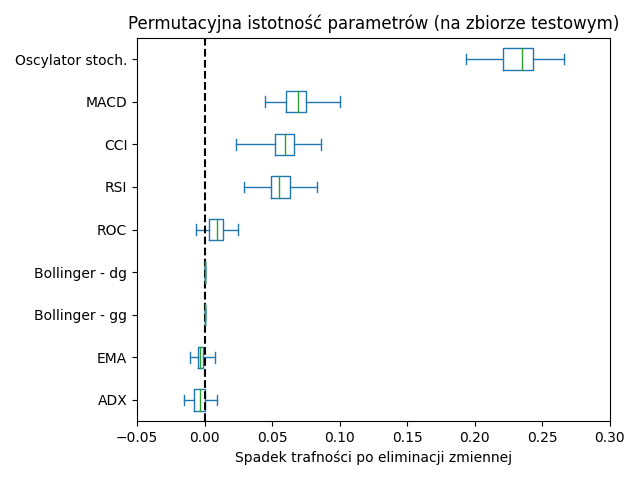 Permutacyjna istotność parametrów (na zbiorze testowym)
Oscylator stoch.
MACD
CCI
RSI
ROC
Bollinger - dg
Bollinger - gg
EMA
ADX
−0.05 0.00 0.05 0.10 0.15 0.20 0.25 0.30
Spadek trafności po eliminacji zmiennej